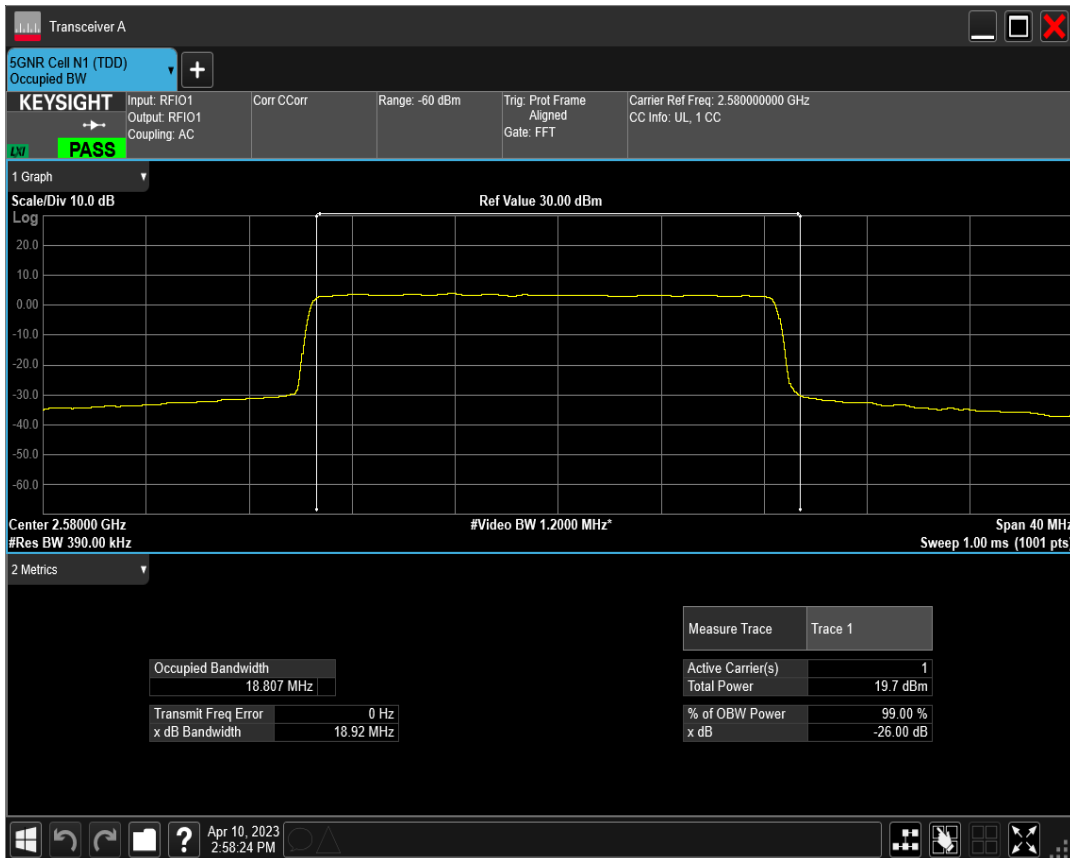 Transceiver A
5GNR Cell N1 (TDD)
Occupied BW
+
KEYSIGHT
LXI
PASS
Input: RFIO1
Output: RFIO1
Coupling: AC
Corr CCorr
Range: -60 dBm
Trig: Prot Frame
Aligned
Gate: FFT
Carrier Ref Freq: 2.580000000 GHz
CC Info: UL, 1 CC
1 Graph
Scale/Div 10.0 dB
Ref Value 30.00 dBm
Log
20.0
10.0
0.00
-10.0
-20.0
-30.0
-40.0
-50.0
-60.0
Center 2.58000 GHz
#Video BW 1.2000 MHz*
Span 40 MHz
#Res BW 390.00 kHz
Sweep 1.00 ms (1001 pts)
2 Metrics
Measure Trace Trace 1
Occupied Bandwidth
18.807 MHz
Active Carrier(s) 1
Total Power 19.7 dBm
Transmit Freq Error 0 Hz
x dB Bandwidth 18.92 MHz
% of OBW Power 99.00 %
x dB -26.00 dB
?
Apr 10, 2023
2:58:24 PM